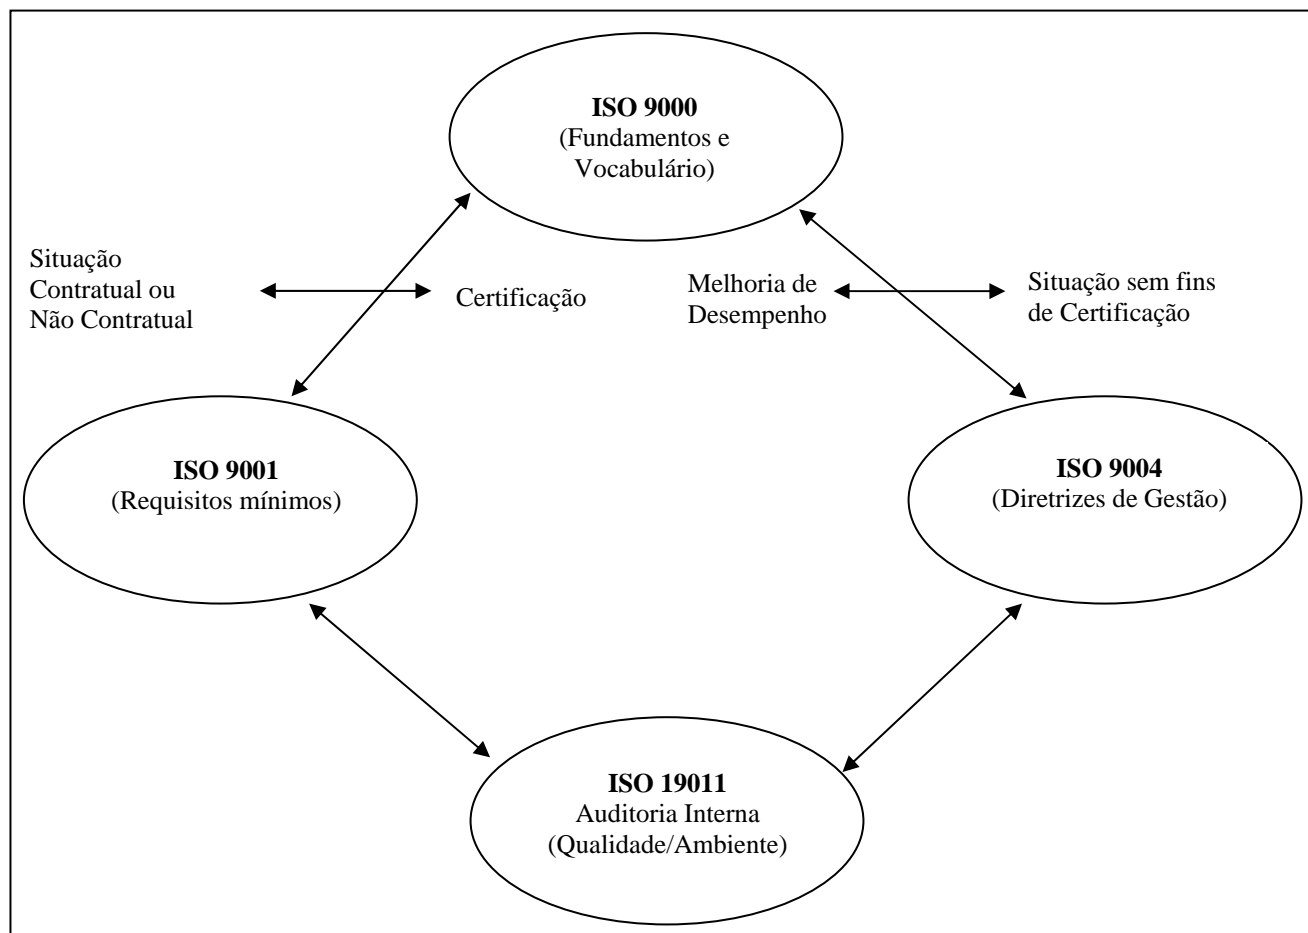 ISO 9000
(Fundamentos e
Vocabulário)
Situação
Contratual ou
Não Contratual
Certificação
Melhoria de
Desempenho
Situação sem fins
de Certificação
ISO 9001
(Requisitos mínimos)
ISO 9004
(Diretrizes de Gestão)
ISO 19011
Auditoria Interna
(Qualidade/Ambiente)